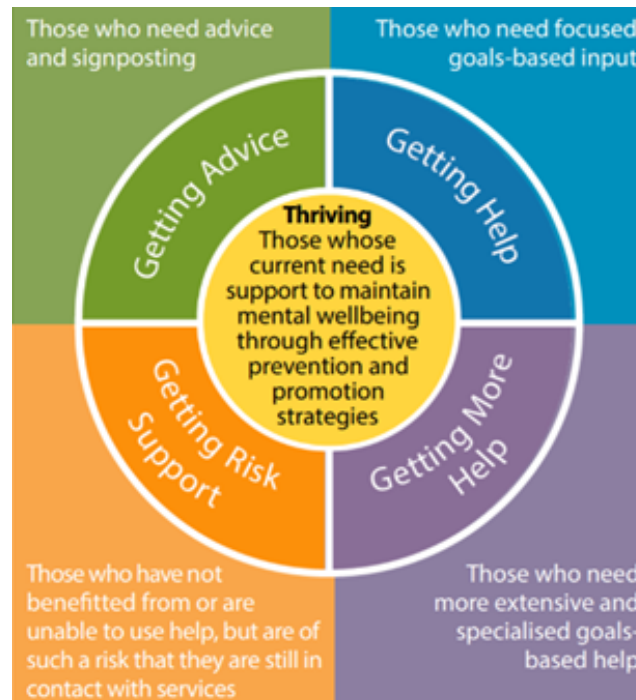 Those who need advice
and signposting
Those who need focused
goals-based input
Getting Advice
Getting Help
Thriving
Those whose
current need is
support to maintain
mental wellbeing
through effective
prevention and
promotion
strategies
Getting Risk
Support
Getting More
Help
Those who have not
benefitted from or are
unable to use help, but are of
such a risk that they are still in
contact with services
Those who need
more extensive and
specialised goals-
based help